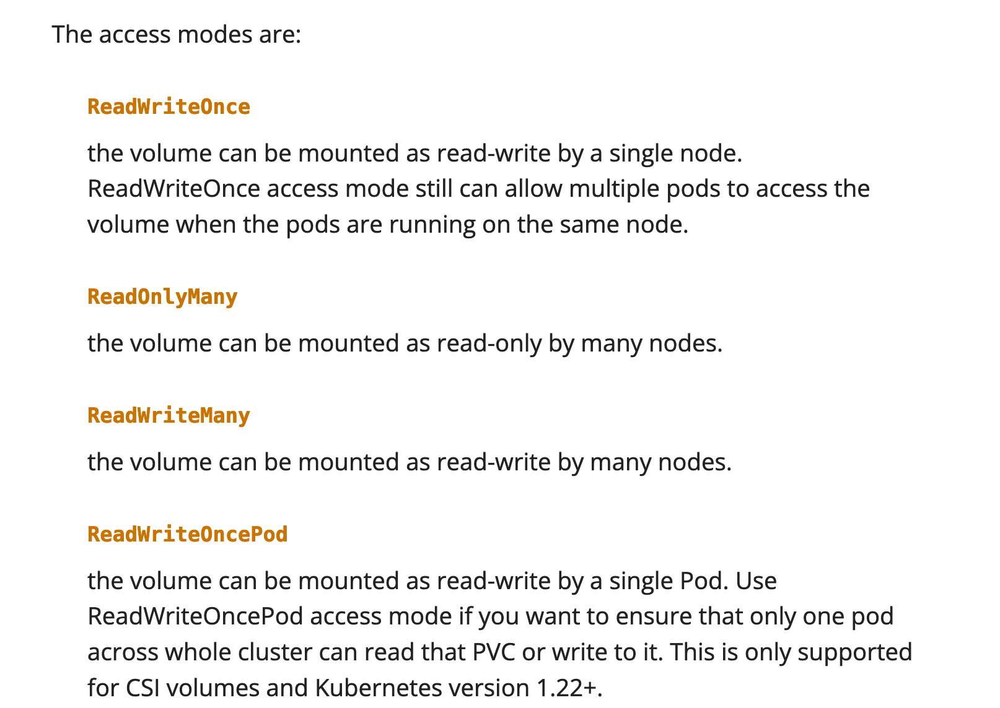 The access modes are:
ReadWriteOnce
the volume can be mounted as read-write by a single node.
ReadWriteOnce access mode still can allow multiple pods to access the
volume when the pods are running on the same node.
ReadOnlyMany
the volume can be mounted as read-only by many nodes.
ReadWriteMany
the volume can be mounted as read-write by many nodes.
ReadWriteOncePod
the volume can be mounted as read-write by a single Pod. Use
ReadWriteOncePod access mode if you want to ensure that only one pod
across whole cluster can read that PVC or write to it. This is only supported
for CSI volumes and Kubernetes version 1.22+.